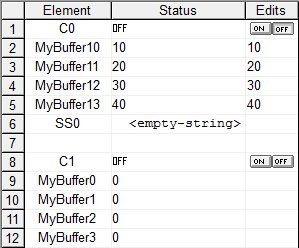 Element Status Edits
1 C0 OFF ON OFF
2 MyBuffer10 10 10
3 MyBuffer11 20 20
4 MyBuffer12 30 30
5 MyBuffer13 40 40
6 SS0 <empty-string>
7
8 C1 OFF ON OFF
9 MyBuffer0 0
10 MyBuffer1 0
11 MyBuffer2 0
12 MyBuffer3 0